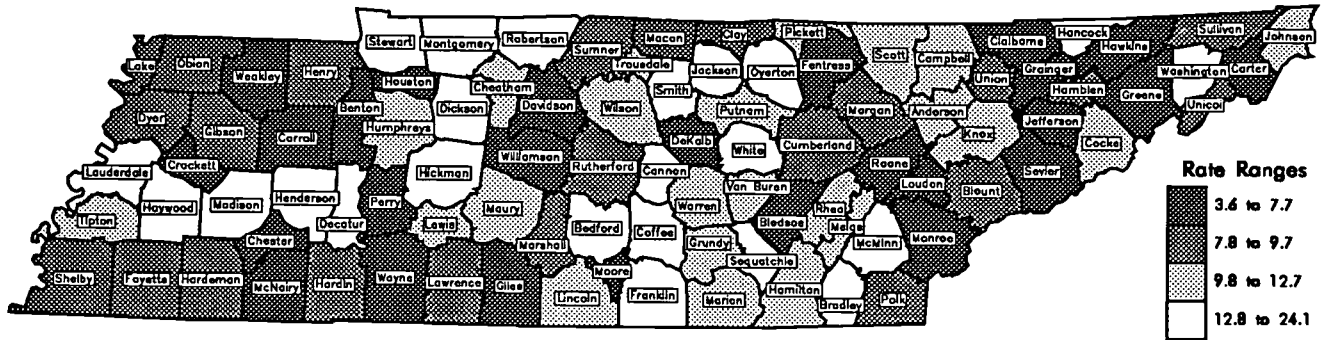 Stewart
Montgomery
Robertson
Sumner
Macon
Clay
Pickett
Scott
Campbell
Claiborne
Hancock
Hawkins
Sullivan
Johnson
Lake
Obion
Weakley
Henry
Houston
Cheatham
Trousdale
Jackson
Overton
Fentress
Union
Grainger
Washington
Carter
Dyer
Gibson
Carroll
Benton
Humphreys
Dickson
Davidson
Wilson
Smith
Putnam
Morgan
Anderson
Hamblen
Greene
Unicoi
Crockett
Williamson
Rutherford
DeKalb
White
Cumberland
Roane
Knox
Jefferson
Cocke
Lauderdale
Haywood
Madison
Henderson
Decatur
Perry
Hickman
Cannon
Van Buren
Loudon
Blount
Sevier
Tipton
Chester
Lewis
Maury
Marshall
Bedford
Coffee
Warren
Grundy
Bledsoe
Rhea
Meigs
McMinn
Monroe
Sequatchie
Shelby
Fayette
Hardeman
McNairy
Hardin
Wayne
Lawrence
Giles
Moore
Lincoln
Franklin
Marion
Hamilton
Bradley
Polk
Rate Ranges
3.6 to 7.7
7.8 to 9.7
9.8 to 12.7
12.8 to 24.1